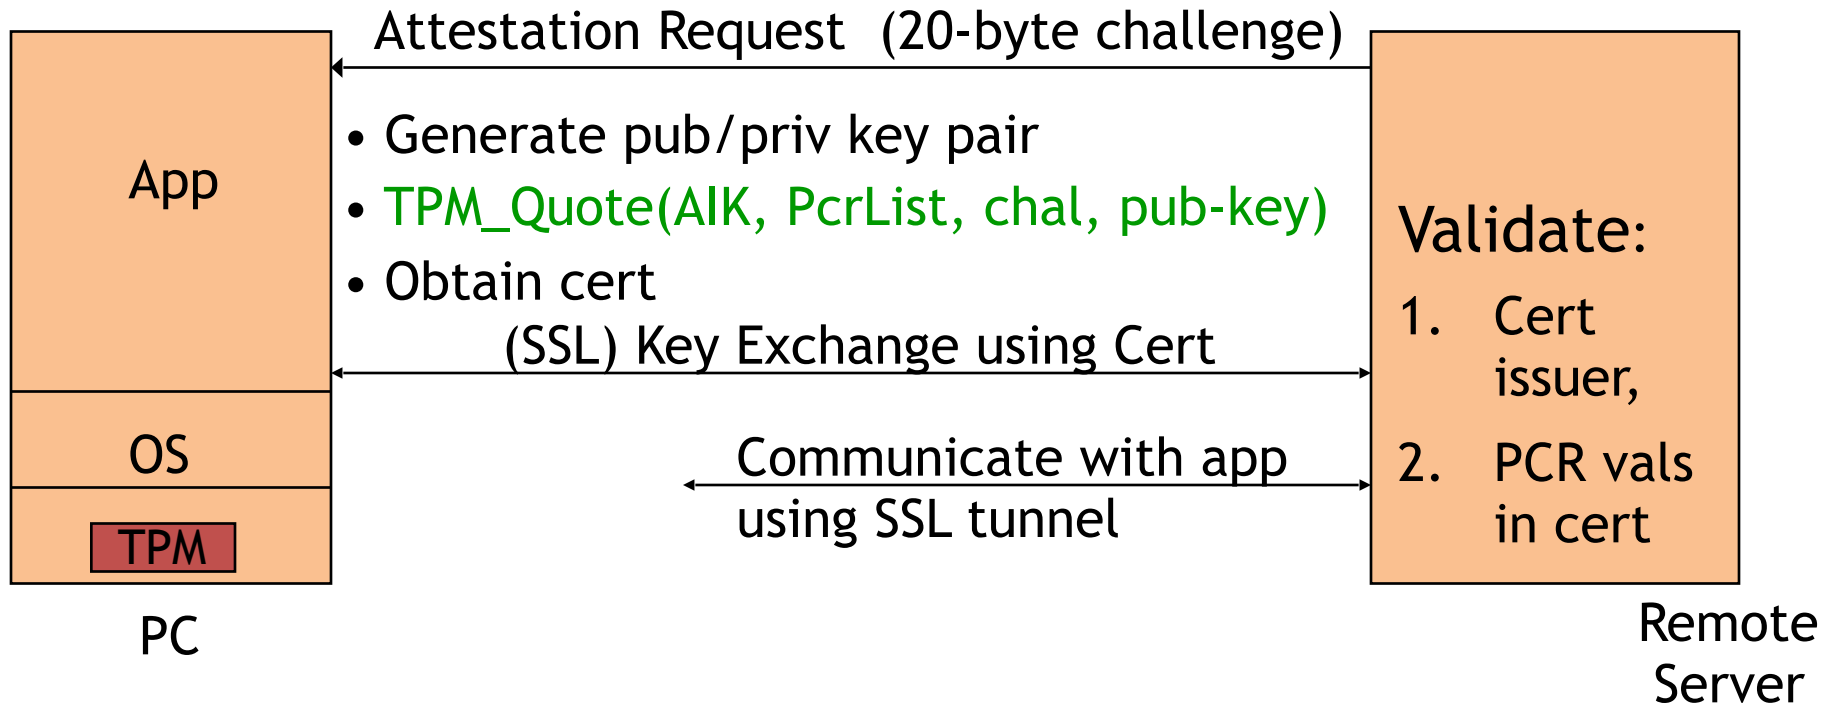 Attestation Request (20-byte challenge)
App
• Generate pub/priv key pair
• TPM_Quote(AIK, PcrList, chal, pub-key)
• Obtain cert
(SSL) Key Exchange using Cert
OS
Communicate with app
using SSL tunnel
TPM
PC
Validate:
1. Cert
issuer,
2. PCR vals
in cert
Remote
Server